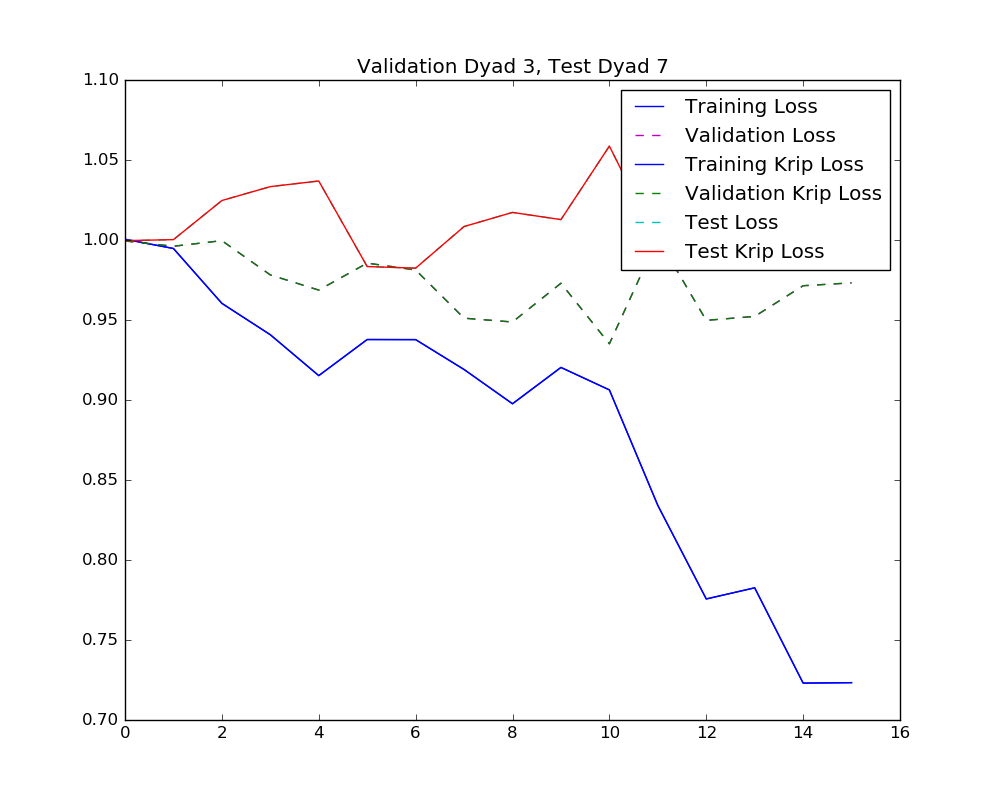 Validation Dyad 3, Test Dyad 7
1.10
1.05
1.00
0.95
0.90
0.85
0.80
0.75
0.70
0 2 4 6 8 10 12 14 16
Training Loss
Validation Loss
Training Krip Loss
Validation Krip Loss
Test Loss
Test Krip Loss